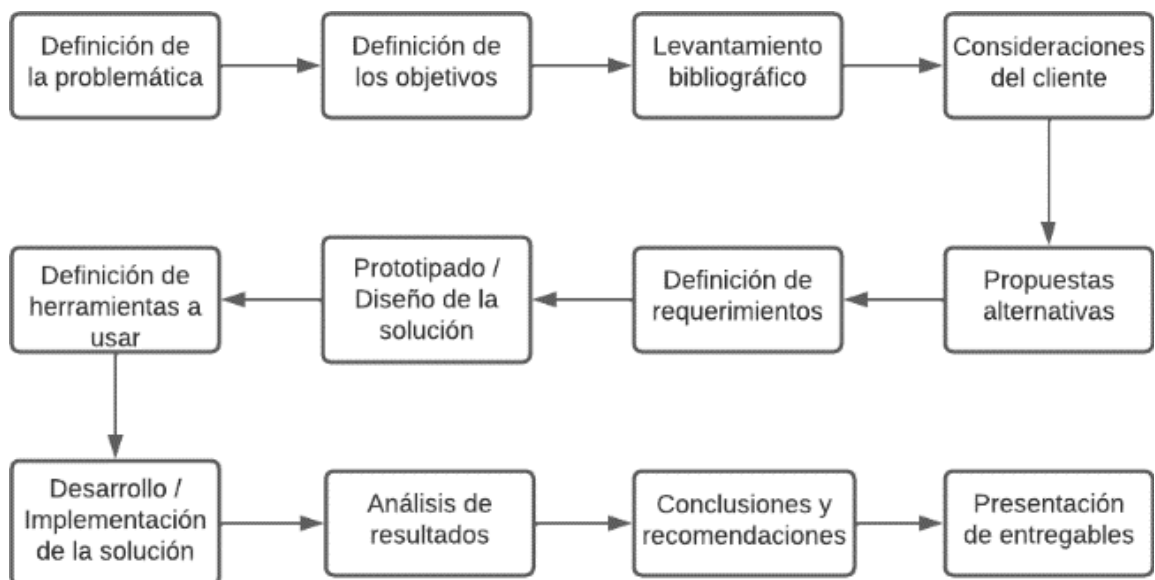 Definición de
la problemática
Definición de
los objetivos
Levantamiento
bibliográfico
Consideraciones
del cliente
Propuestas
alternativas
Definición de
requerimientos
Prototipado /
Diseño de la
solución
Definición de
herramientas a
usar
Desarrollo /
Implementación
de la solución
Análisis de
resultados
Conclusiones y
recomendaciones
Presentación
de entregables